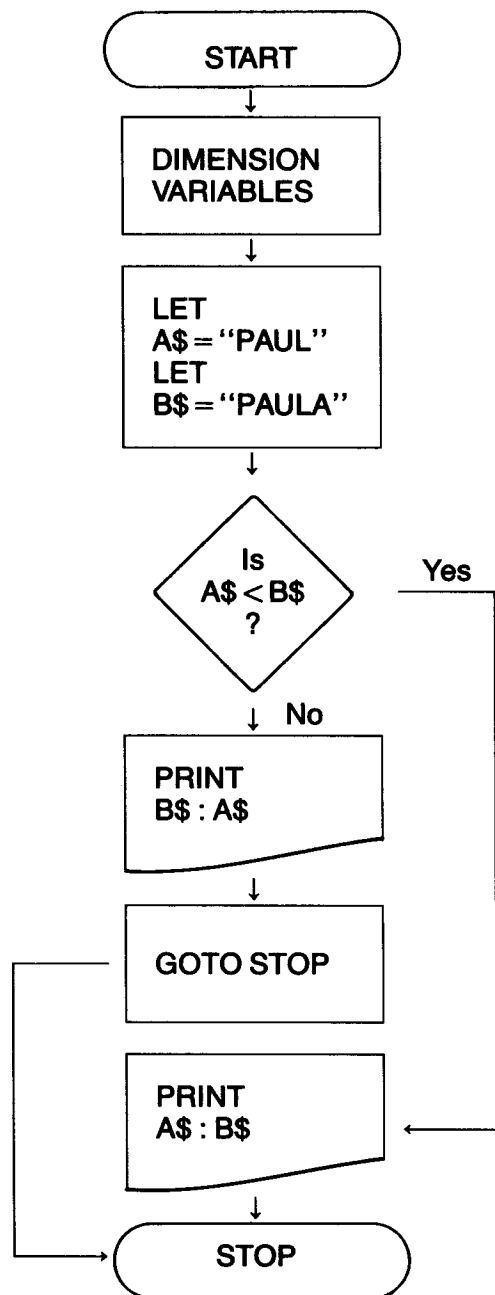 START
DIMENSION
VARIABLES
LET
A$ = “PAUL”
LET
B$ = “PAULA”
Is
A$ < B$
?
Yes
No
PRINT
B$ : A$
GOTO STOP
PRINT
A$ : B$
STOP